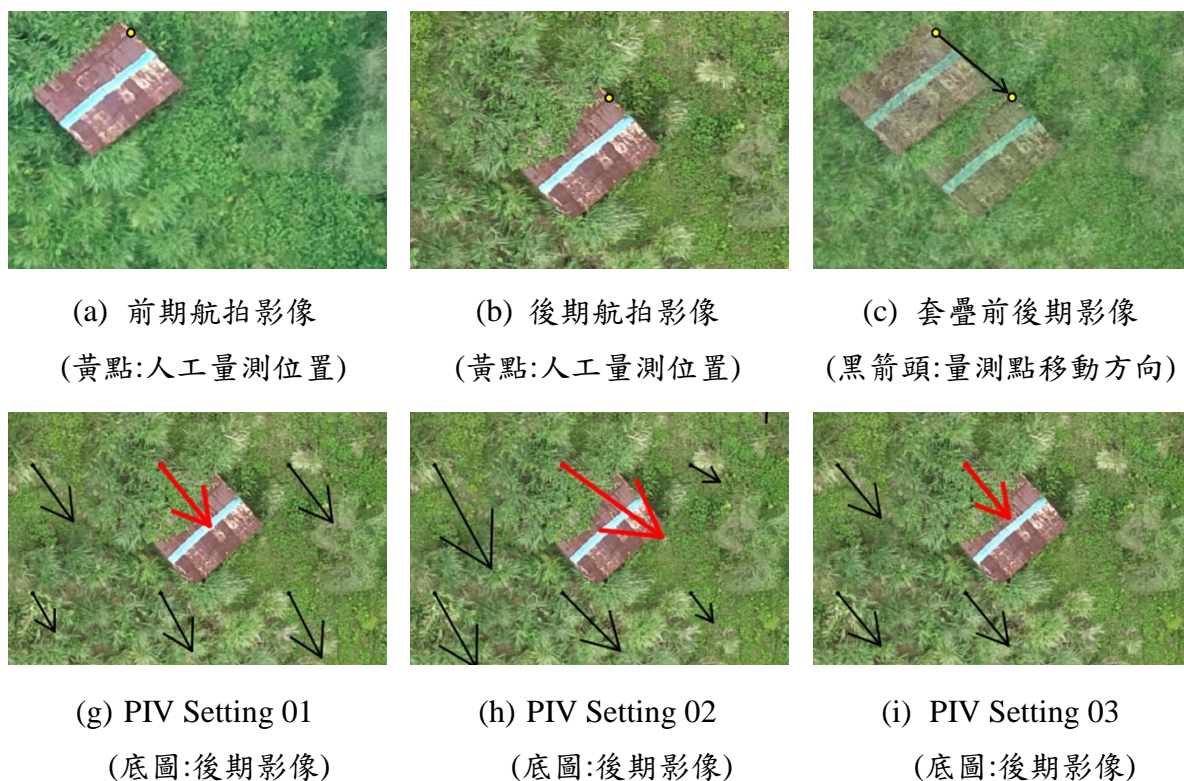 (a) 前期航拍影像
(黃點:人工量測位置)
(b) 後期航拍影像
(黃點:人工量測位置)
(c) 套疊前後期影像
(黑箭頭:量測點移動方向)
(g) PIV Setting 01
(底圖:後期影像)
(h) PIV Setting 02
(底圖:後期影像)
(i) PIV Setting 03
(底圖:後期影像)